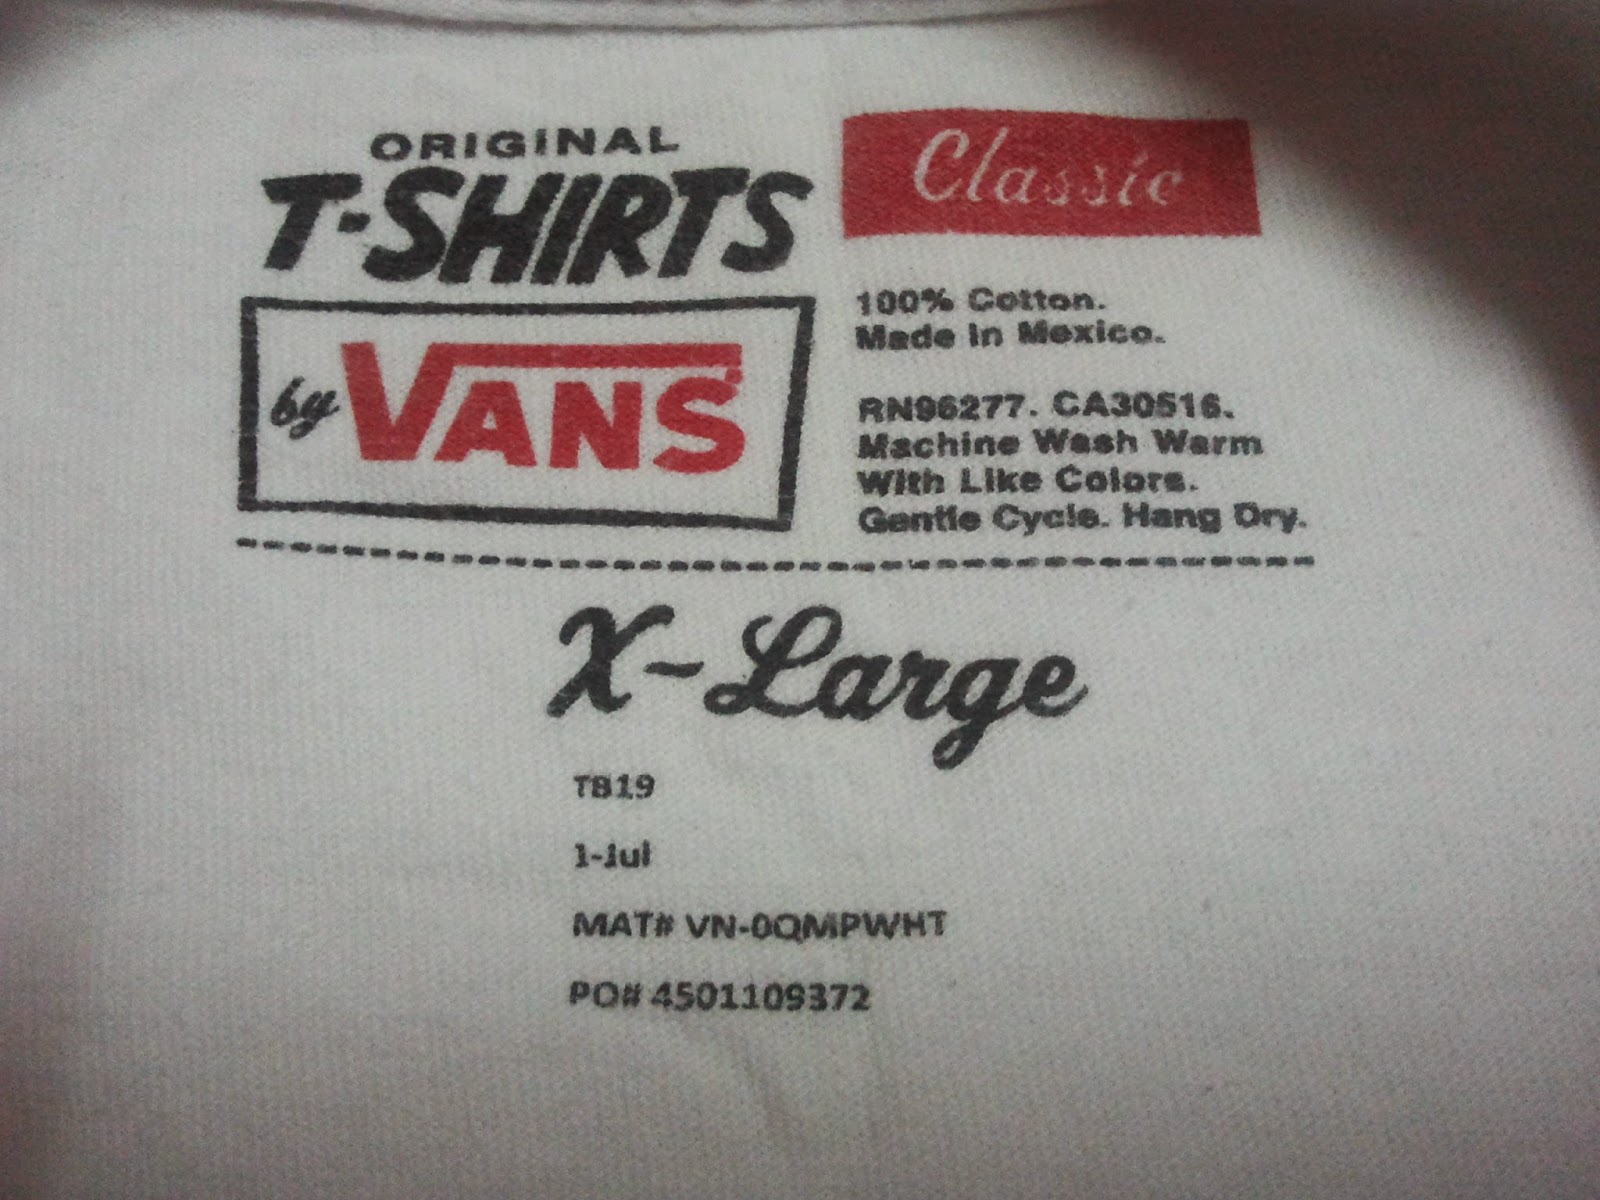 ORIGINAL
T-SHIRTS
by VANS
Classic
100% Cotton.
Made In Mexico.
RN96277. CA30516.
Machine Wash Warm
With Like Colors.
Gentle Cycle. Hang Dry.
X-Large
TB19
1-Jul
MAT# VN-0QMPWHT
PO# 4501109372